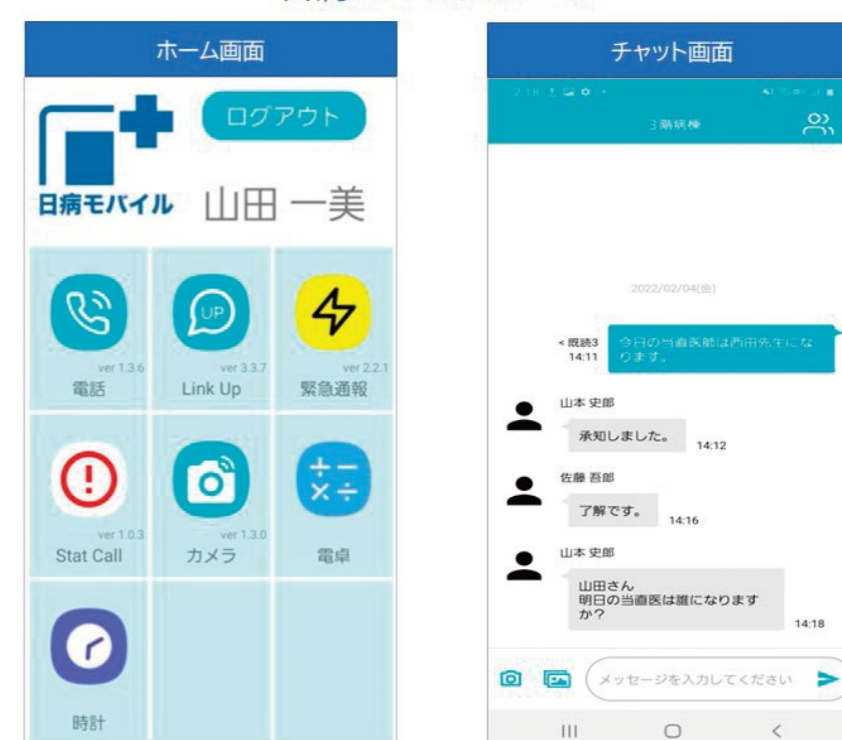 ホーム画面
ログアウト
日病モバイル
山田 一美
UP
ver 1.3.6
ver 3.3.7
ver 2.2.1
電話
Link Up
緊急通報
ver 1.0.3
ver 1.3.0
Stat Call
カメラ
電卓
時計
チャット画面
2:18
3階病棟
2022/02/04(金)
< 既読3
14:11
今日の当直医師は西田先生にな
ります。
山本 史郎
承知しました。
14:12
佐藤 吾郎
了解です。
14:16
山本 史郎
山田さん
明日の当直医は誰になります
か?
14:18
メッセージを入力してください